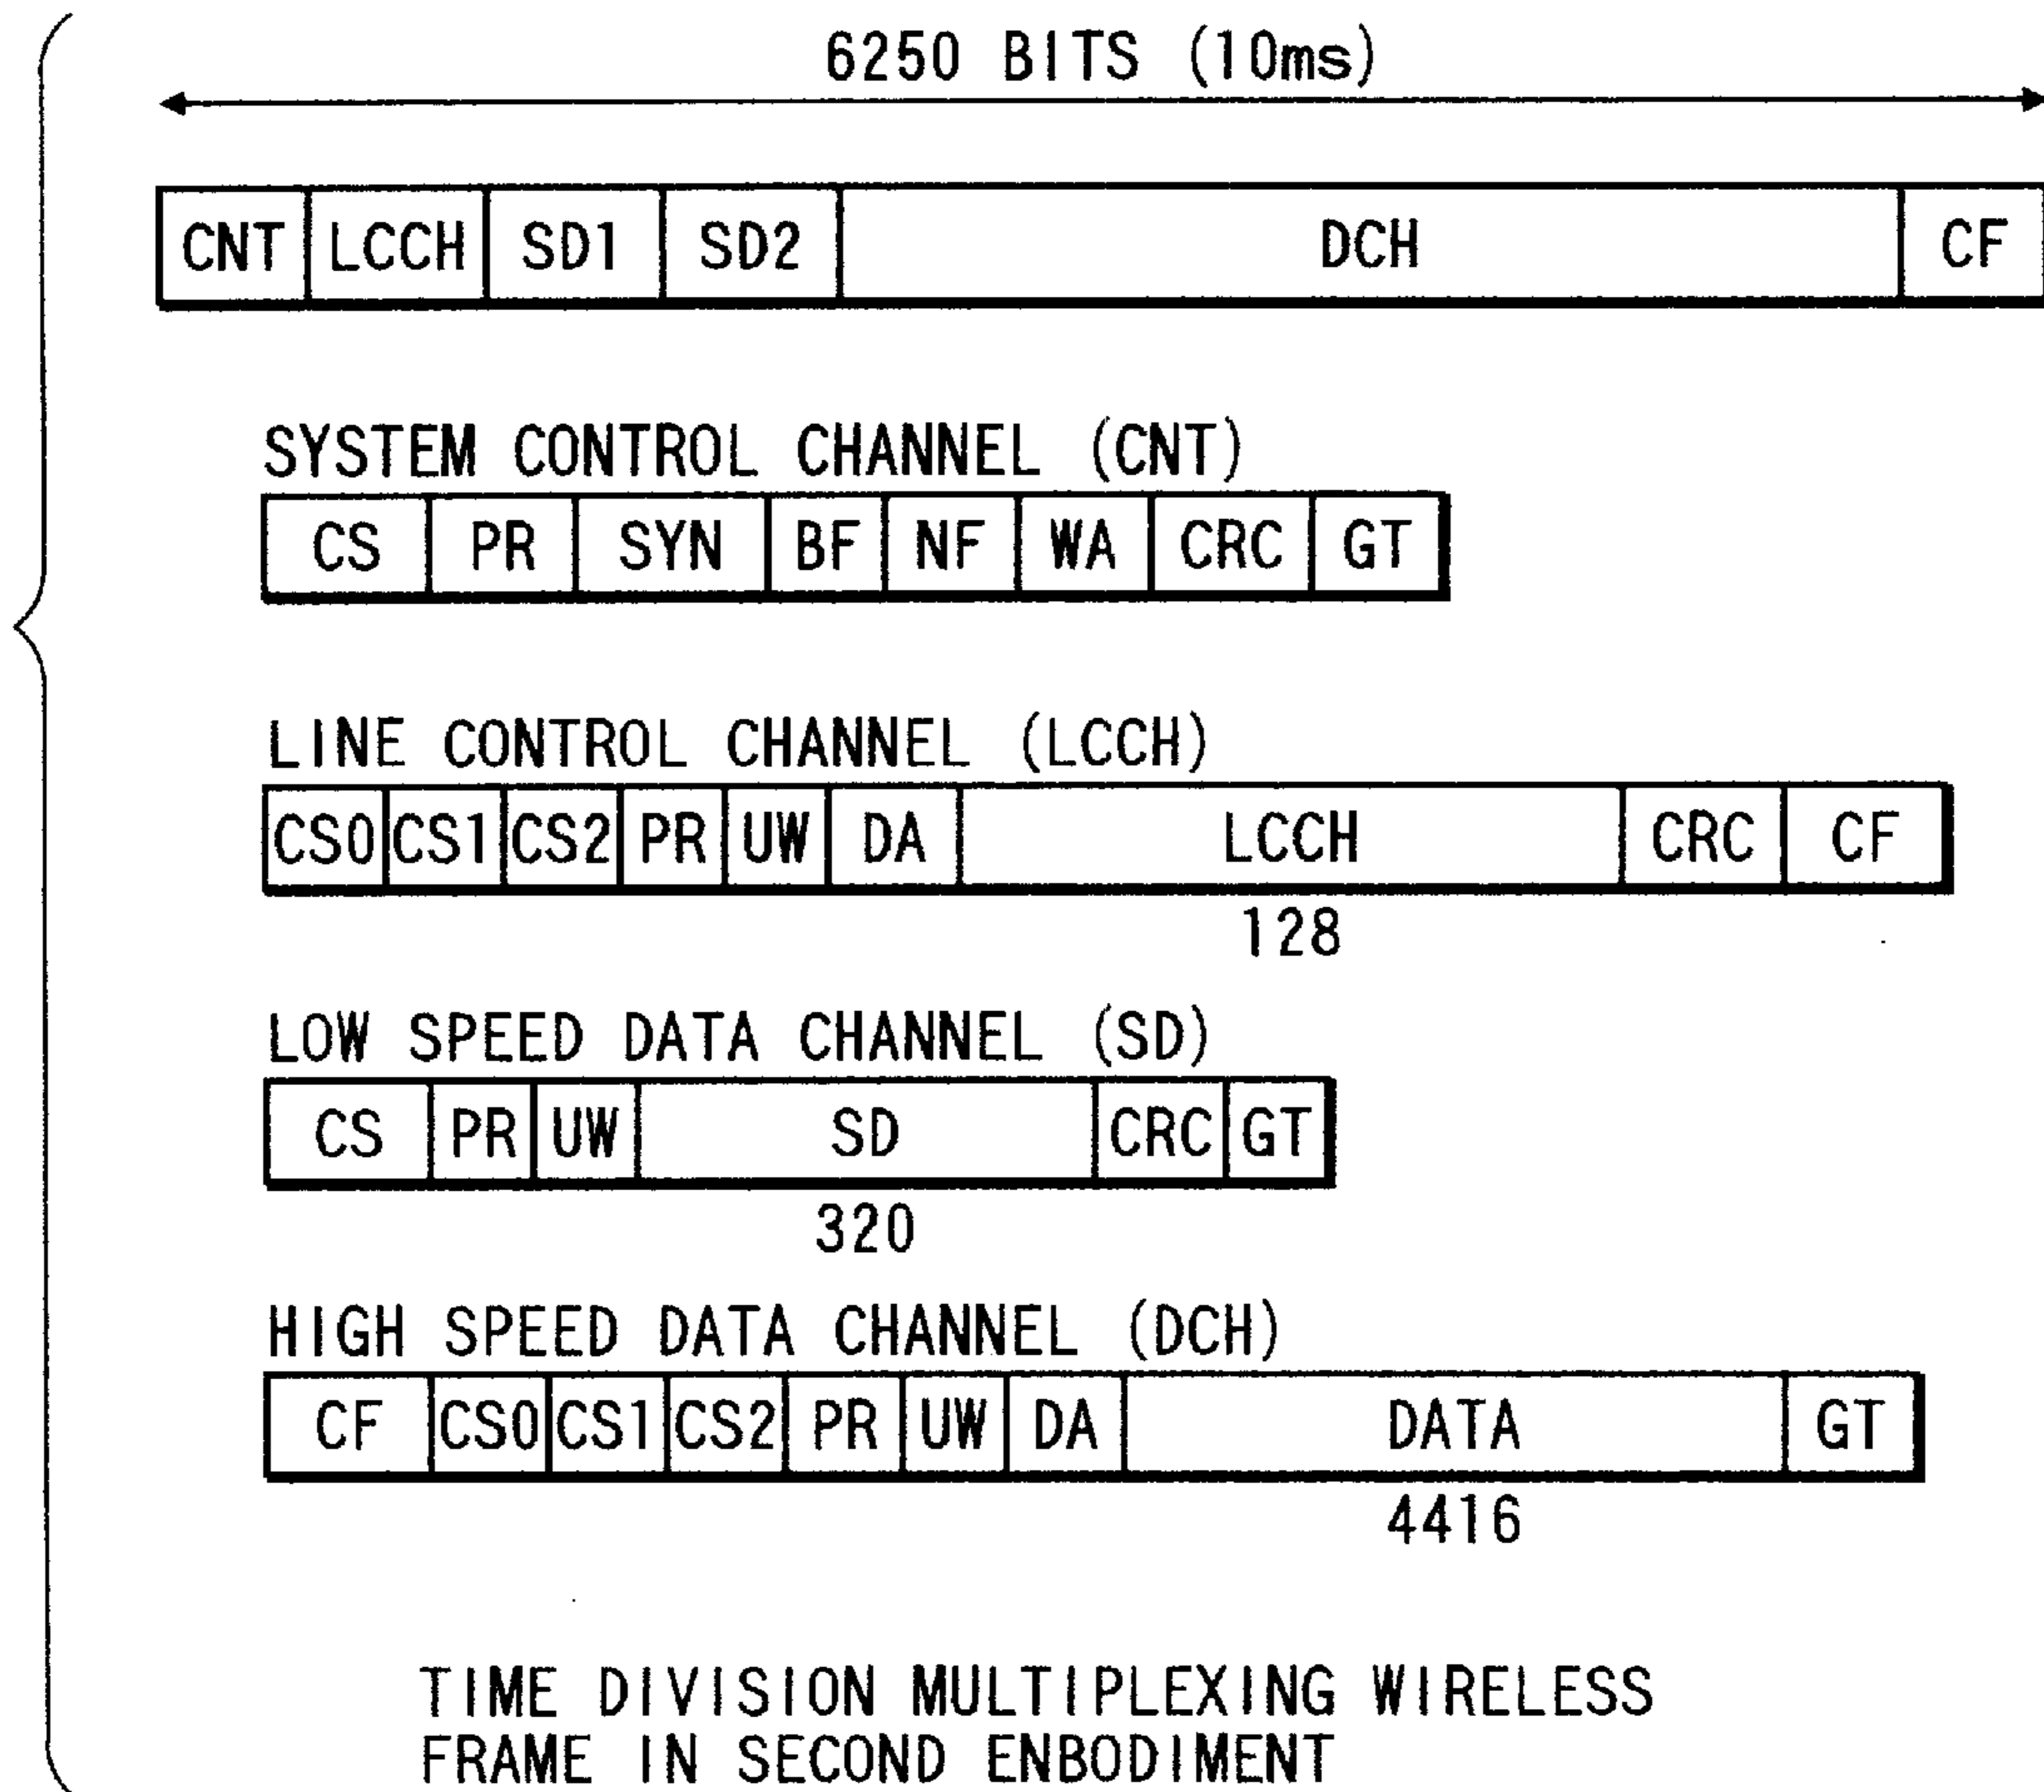 6250 BITS (10ms)
CNT LCCH SD1 SD2 DCH CF
SYSTEM CONTROL CHANNEL (CNT)
CS PR SYN BF NF WA CRC GT
LINE CONTROL CHANNEL (LCCH)
CS0 CS1 CS2 PR UW DA LCCH CRC CF
128
LOW SPEED DATA CHANNEL (SD)
CS PR UW SD CRC GT
320
HIGH SPEED DATA CHANNEL (DCH)
CF CS0 CS1 CS2 PR UW DA DATA GT
4416
TIME DIVISION MULTIPLEXING WIRELESS
FRAME IN SECOND ENBODIMENT